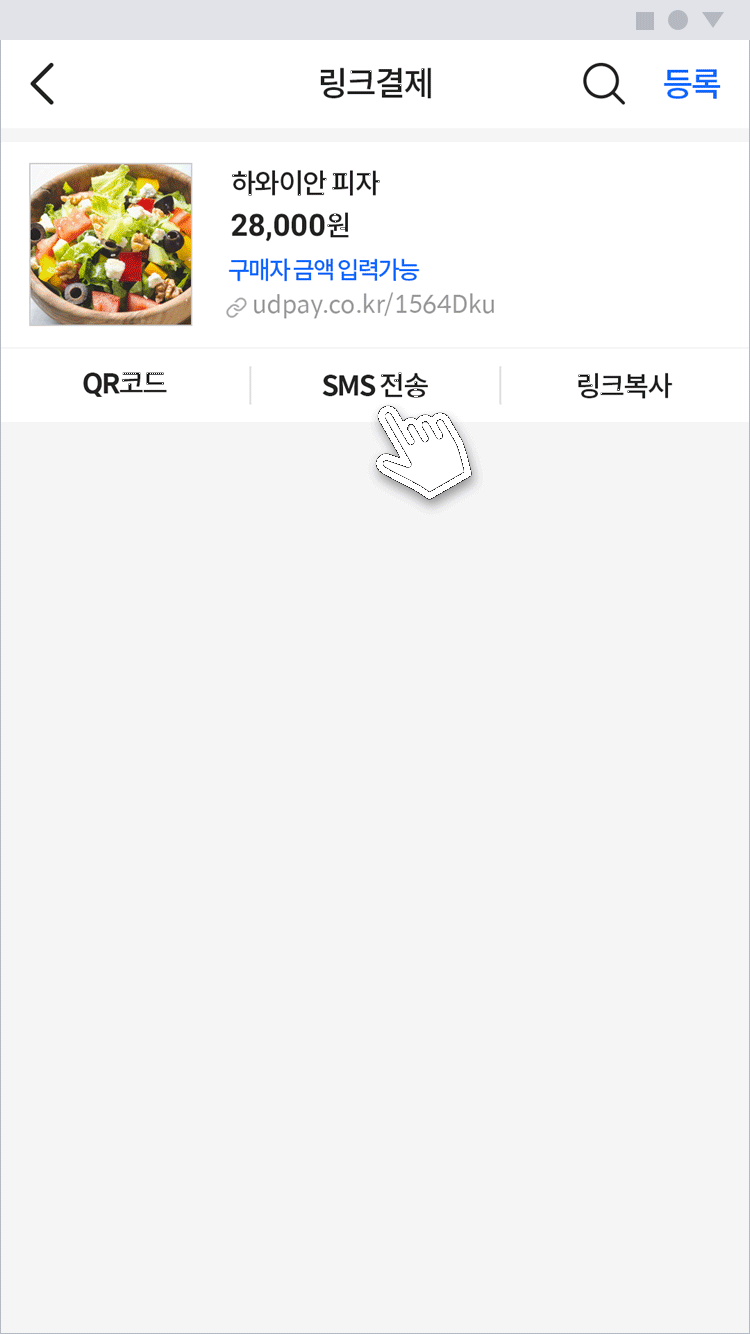 링크결제
등록
하와이안 피자
28,000원
구매자 금액 입력가능
udpay.co.kr/1564Dku
QR코드
SMS 전송
링크복사